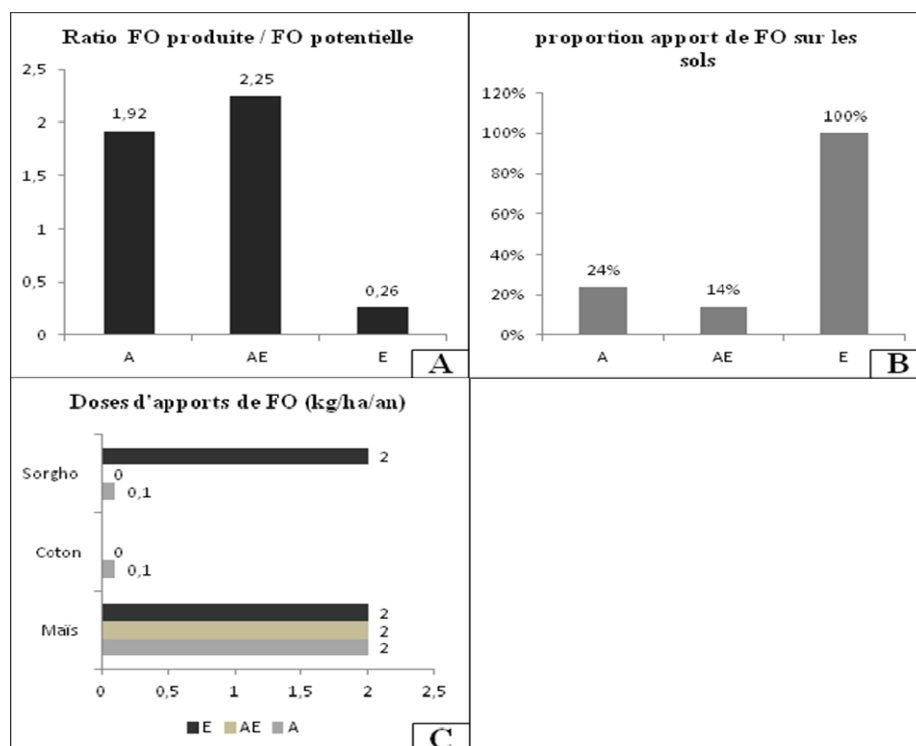 Ratio FO produite / FO potentielle
2,5
2
1,5
1
0,5
0
1,92
2,25
0,26
A
AE
E
A
proportion apport de FO sur les
sols
120%
100%
80%
60%
40%
20%
0%
24%
14%
100%
A
AE
E
B
Doses d'apports de FO (kg/ha/an)
Sorgho
2
0
0,1
Coton
0
0,1
Maïs
2
2
2
0
0,5
1
1,5
2
2,5
E
AE
A
C